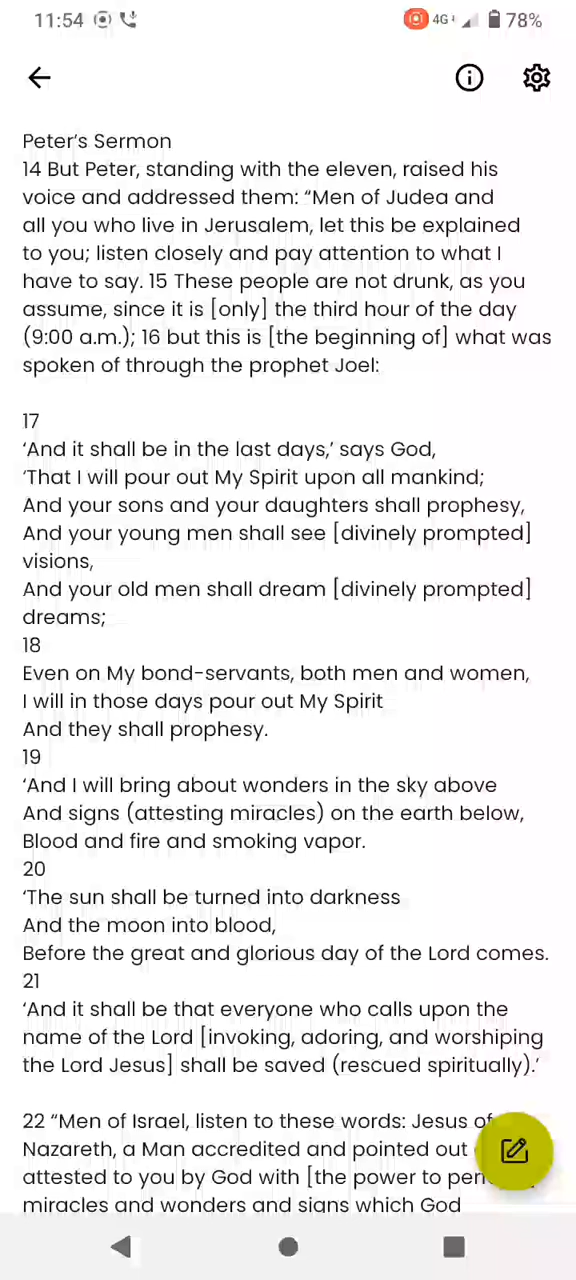 11:54
4G
78%
Peter’s Sermon
14 But Peter, standing with the eleven, raised his
voice and addressed them: “Men of Judea and
all you who live in Jerusalem, let this be explained
to you; listen closely and pay attention to what I
have to say. 15 These people are not drunk, as you
assume, since it is [only] the third hour of the day
(9:00 a.m.); 16 but this is [the beginning of] what was
spoken of through the prophet Joel:
17
‘And it shall be in the last days,’ says God,
‘That I will pour out My Spirit upon all mankind;
And your sons and your daughters shall prophesy,
And your young men shall see [divinely prompted]
visions,
And your old men shall dream [divinely prompted]
dreams;
18
Even on My bond-servants, both men and women,
I will in those days pour out My Spirit
And they shall prophesy.
19
‘And I will bring about wonders in the sky above
And signs (attesting miracles) on the earth below,
Blood and fire and smoking vapor.
20
‘The sun shall be turned into darkness
And the moon into blood,
Before the great and glorious day of the Lord comes.
21
‘And it shall be that everyone who calls upon the
name of the Lord [invoking, adoring, and worshiping
the Lord Jesus] shall be saved (rescued spiritually).’
22 “Men of Israel, listen to these words: Jesus of
Nazareth, a Man accredited and pointed out
attested to you by God with [the power to
miracles and wonders and signs which God